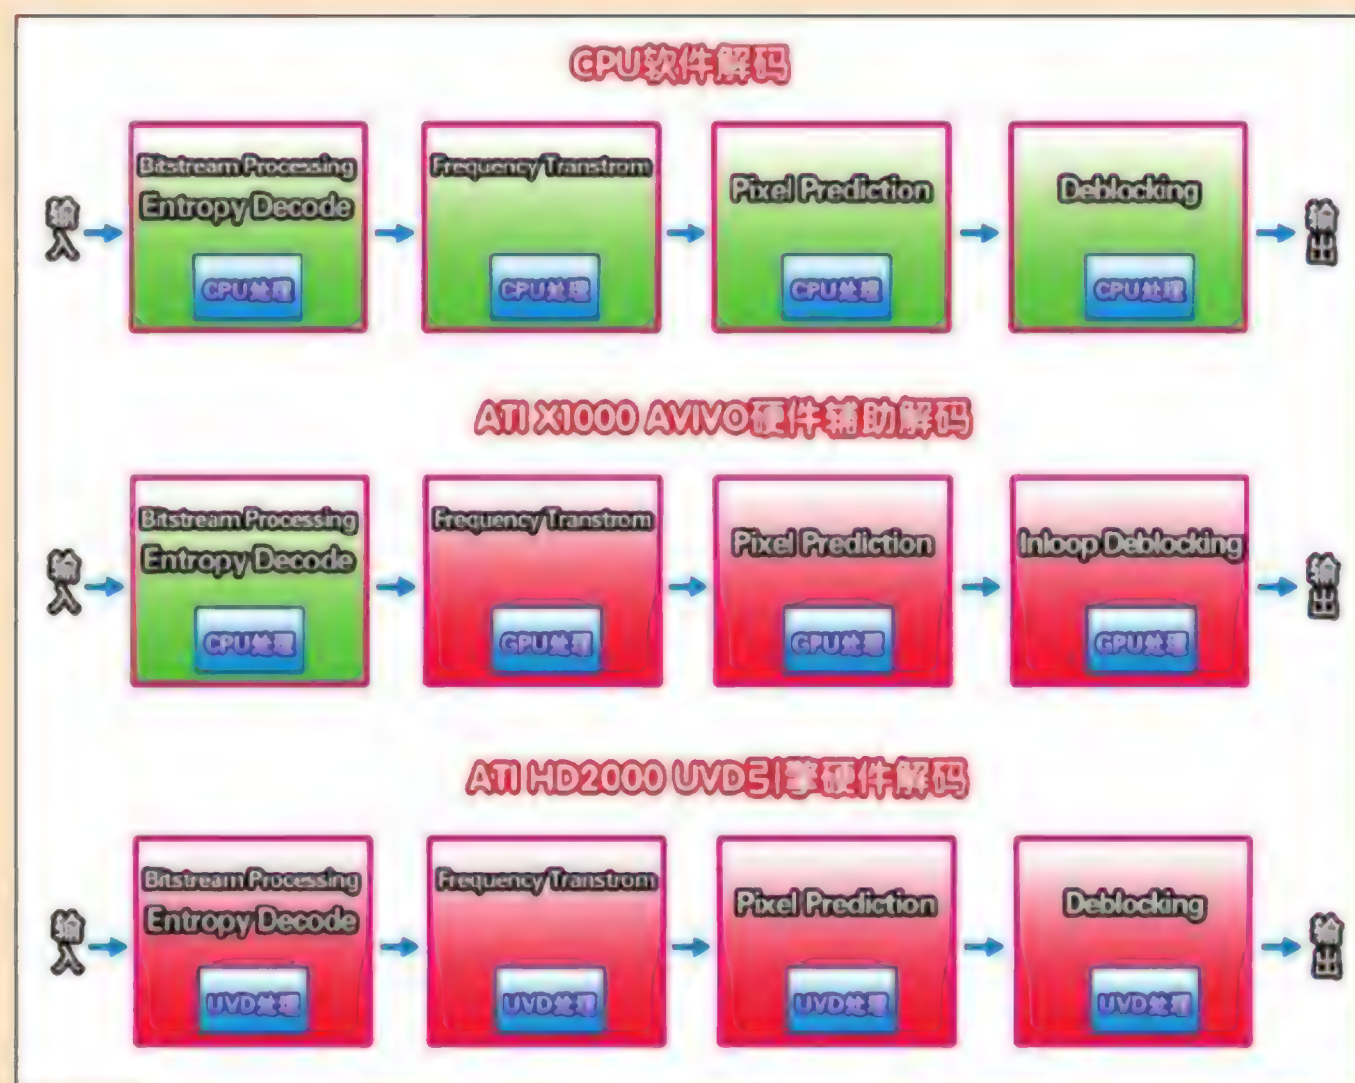 CPU软件解码
输入
Bitstream Processing
Entropy Decode
CPU处理
Frequency Transtrom
CPU处理
Pixel Prediction
CPU处理
Deblocking
CPU处理
输出
ATI X1000 AVIVO硬件辅助解码
输入
Bitstream Processing
Entropy Decode
CPU处理
Frequency Transtrom
GPU处理
Pixel Prediction
GPU处理
Inloop Deblocking
GPU处理
输出
ATI HD2000 UVD引擎硬件解码
输入
Bitstream Processing
Entropy Decode
UVD处理
Frequency Transtrom
UVD处理
Pixel Prediction
UVD处理
Deblocking
UVD处理
输出